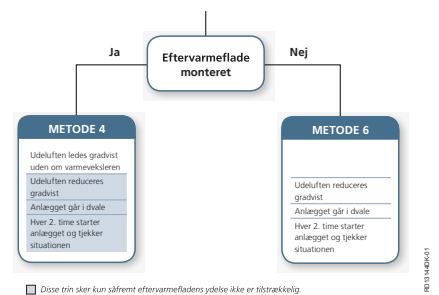 Ja
Eftervarmeflade
monteret
Nej
METODE 4
Udeluften ledes gradvist
uden om varmeveksleren
Udeluften reduceres
gradvist
Anlægget går i dvale
Hver 2. time starter
anlægget og tjekker
situationen
METODE 6
Udeluften reduceres
gradvist
Anlægget går i dvale
Hver 2. time starter
anlægget og tjekker
situationen
Disse trin sker kun såfremt eftervarmefladens ydelse ikke er tilstrækkelig.
RD13144DK-01